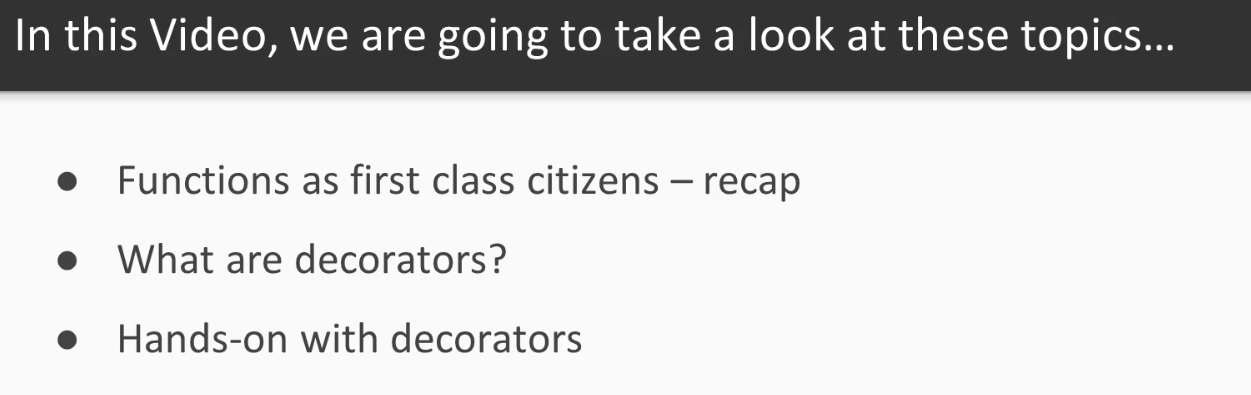 In this Video, we are going to take a look at these topics...
● Functions as first class citizens – recap
● What are decorators?
● Hands-on with decorators